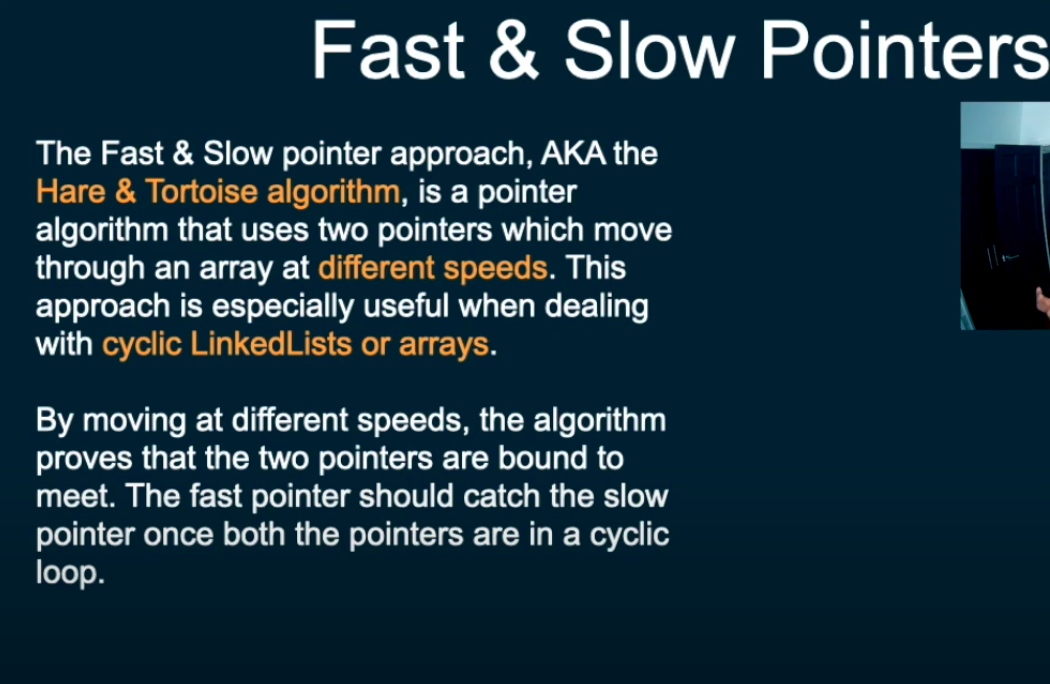 Fast & Slow Pointers
The Fast & Slow pointer approach, AKA the
Hare & Tortoise algorithm, is a pointer
algorithm that uses two pointers which move
through an array at different speeds. This
approach is especially useful when dealing
with cyclic LinkedLists or arrays.
By moving at different speeds, the algorithm
proves that the two pointers are bound to
meet. The fast pointer should catch the slow
pointer once both the pointers are in a cyclic
loop.